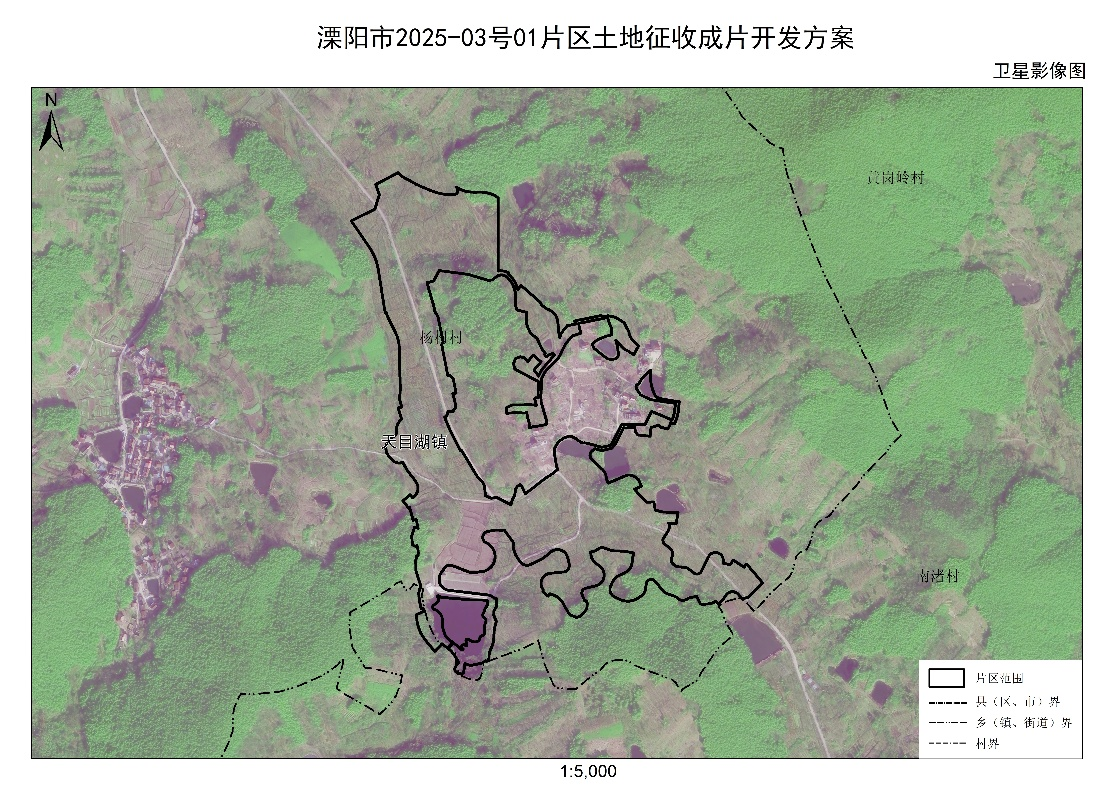 溧阳市2025-03号01片区土地征收成片开发方案
卫星影像图
N
黄岗岭村
杨村村
天目湖镇
南渚村
片区范围
县（区、市）界
乡（镇、街道）界
村界
1:5,000